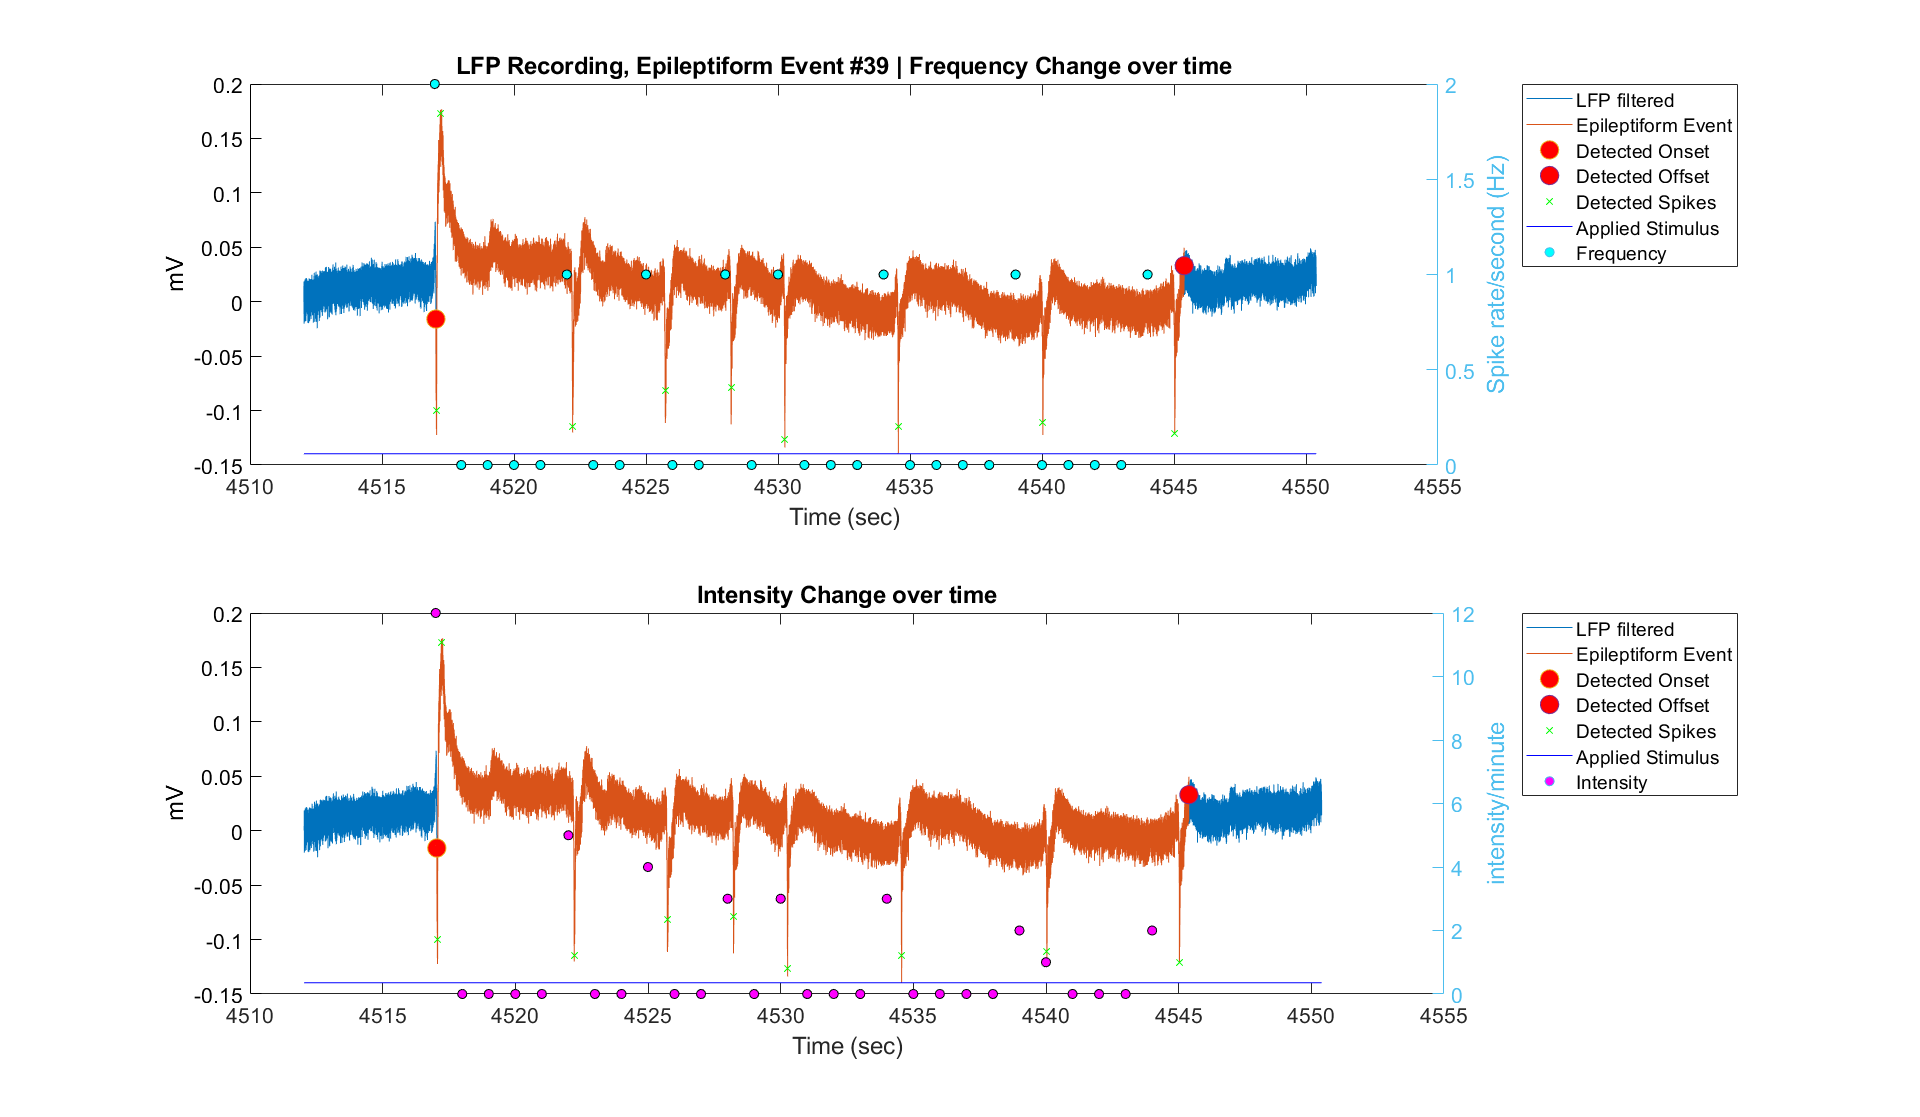 LFP Recording, Epileptiform Event #39 | Frequency Change over time
0.2
0.15
0.1
0.05
0
-0.05
-0.1
-0.15
mV
4510 4515 4520 4525 4530 4535 4540 4545 4550 4555
Time (sec)
2
1.5
1
0.5
0
Spike rate/second (Hz)
LFP filtered
Epileptiform Event
Detected Onset
Detected Offset
Detected Spikes
Applied Stimulus
Frequency
Intensity Change over time
0.2
0.15
0.1
0.05
0
-0.05
-0.1
-0.15
mV
4510 4515 4520 4525 4530 4535 4540 4545 4550 4555
Time (sec)
12
10
8
6
4
2
0
intensity/minute
LFP filtered
Epileptiform Event
Detected Onset
Detected Offset
Detected Spikes
Applied Stimulus
Intensity